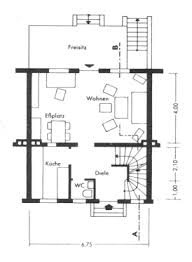 Freisitz
B
Wohnen
Eßplatz
4.00
1.00
Küche
Diele
WC
2.10
A
6.75